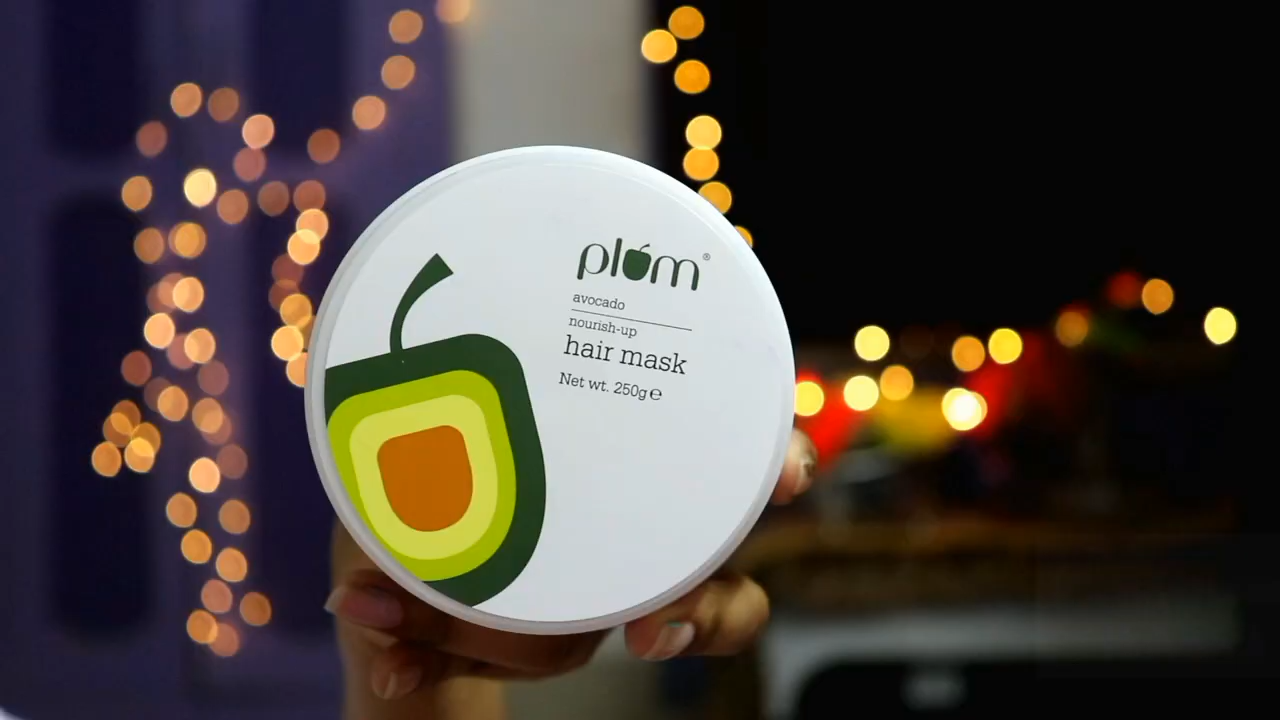 plum®
avocado
nourish-up
hair mask
Net wt. 250g℮